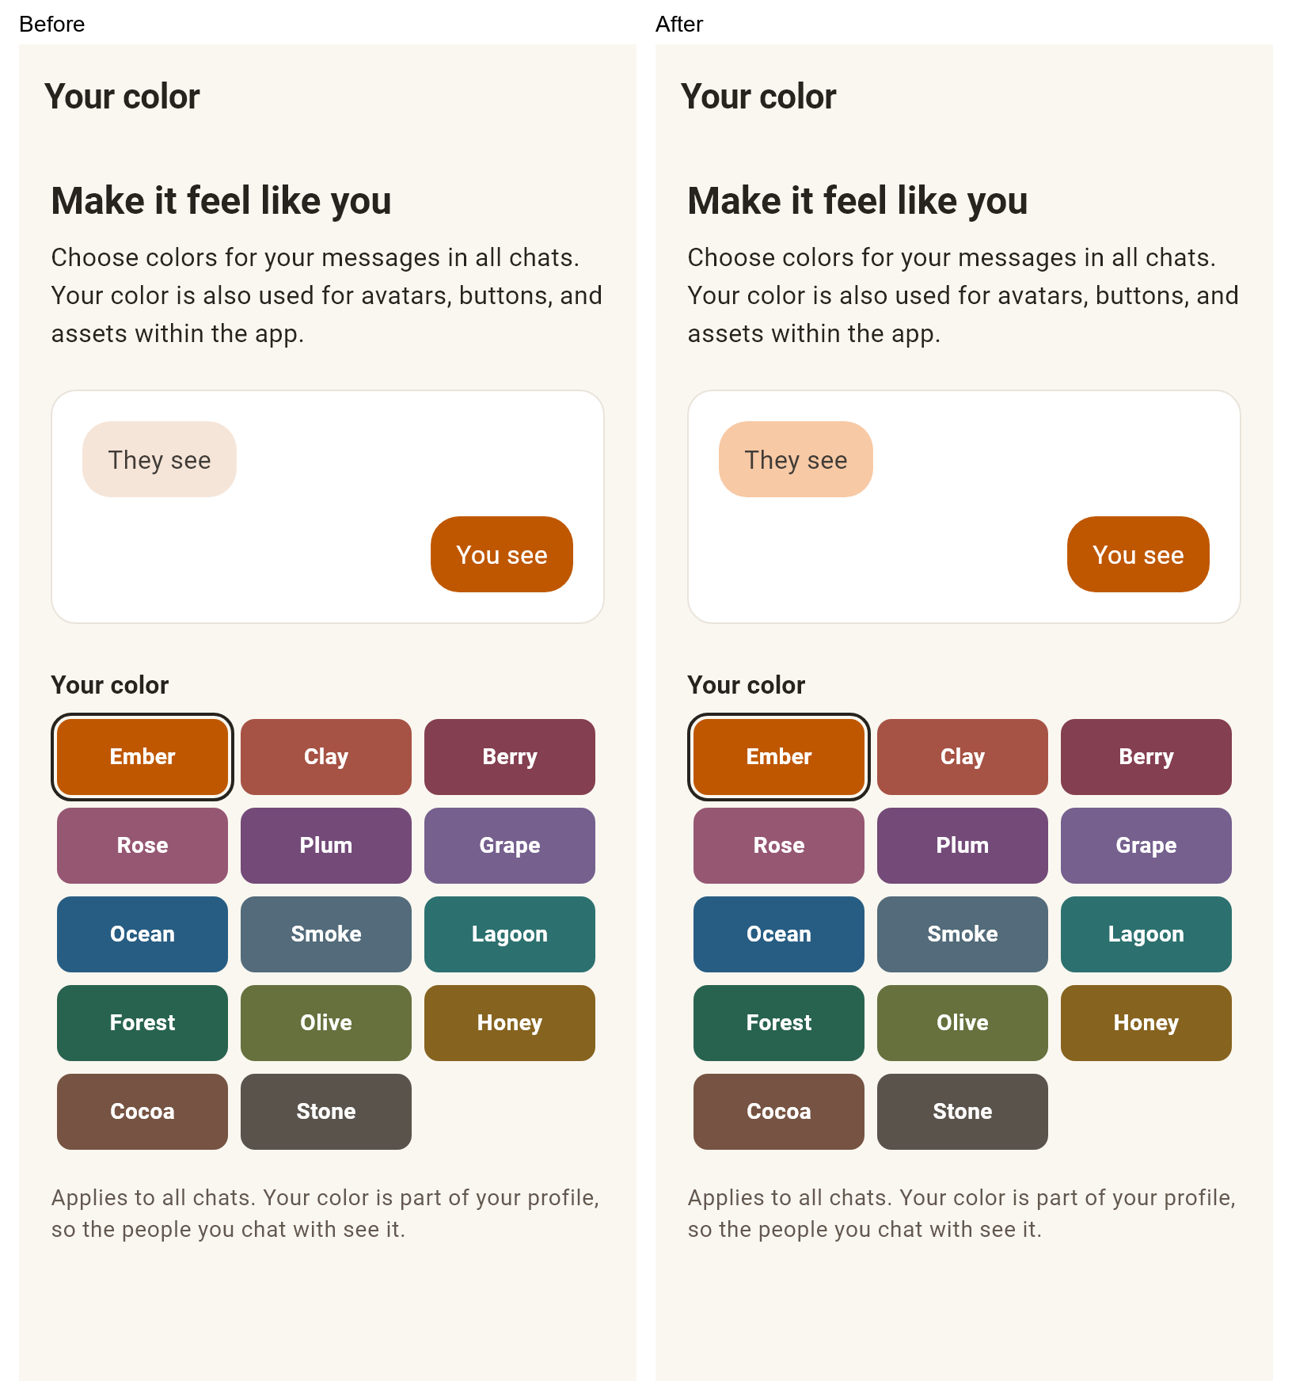 Before
Your color
Make it feel like you
Choose colors for your messages in all chats.
Your color is also used for avatars, buttons, and
assets within the app.
They see
You see
Your color
Ember
Clay
Berry
Rose
Plum
Grape
Ocean
Smoke
Lagoon
Forest
Olive
Honey
Cocoa
Stone
Applies to all chats. Your color is part of your profile,
so the people you chat with see it.
After
Your color
Make it feel like you
Choose colors for your messages in all chats.
Your color is also used for avatars, buttons, and
assets within the app.
They see
You see
Your color
Ember
Clay
Berry
Rose
Plum
Grape
Ocean
Smoke
Lagoon
Forest
Olive
Honey
Cocoa
Stone
Applies to all chats. Your color is part of your profile,
so the people you chat with see it.